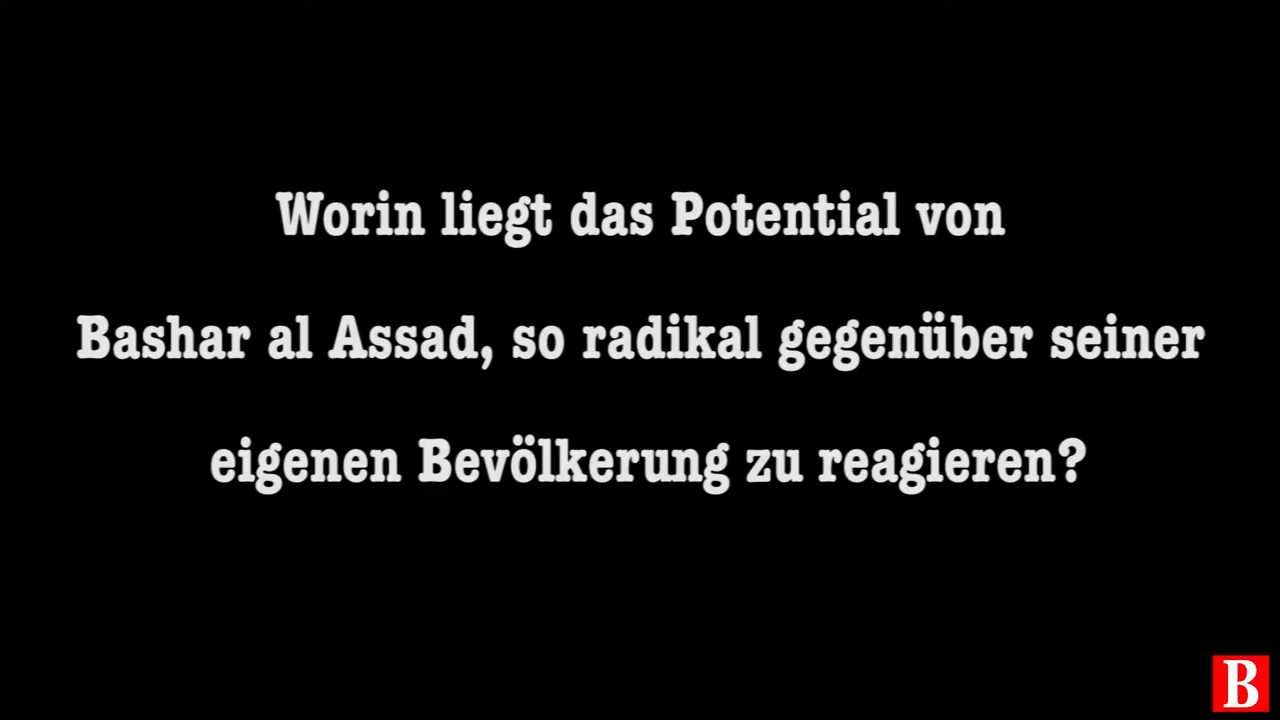 Worin liegt das Potential von
Bashar al Assad, so radikal gegenüber seiner
eigenen Bevölkerung zu reagieren?
B